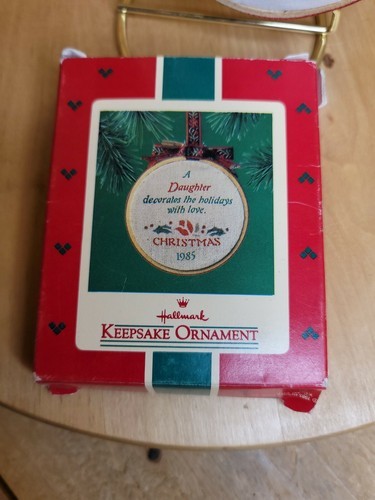 A
Daughter
decorates the holidays
with love.
CHRISTMAS
1985
Hallmark
KEEPSAKE ORNAMENT